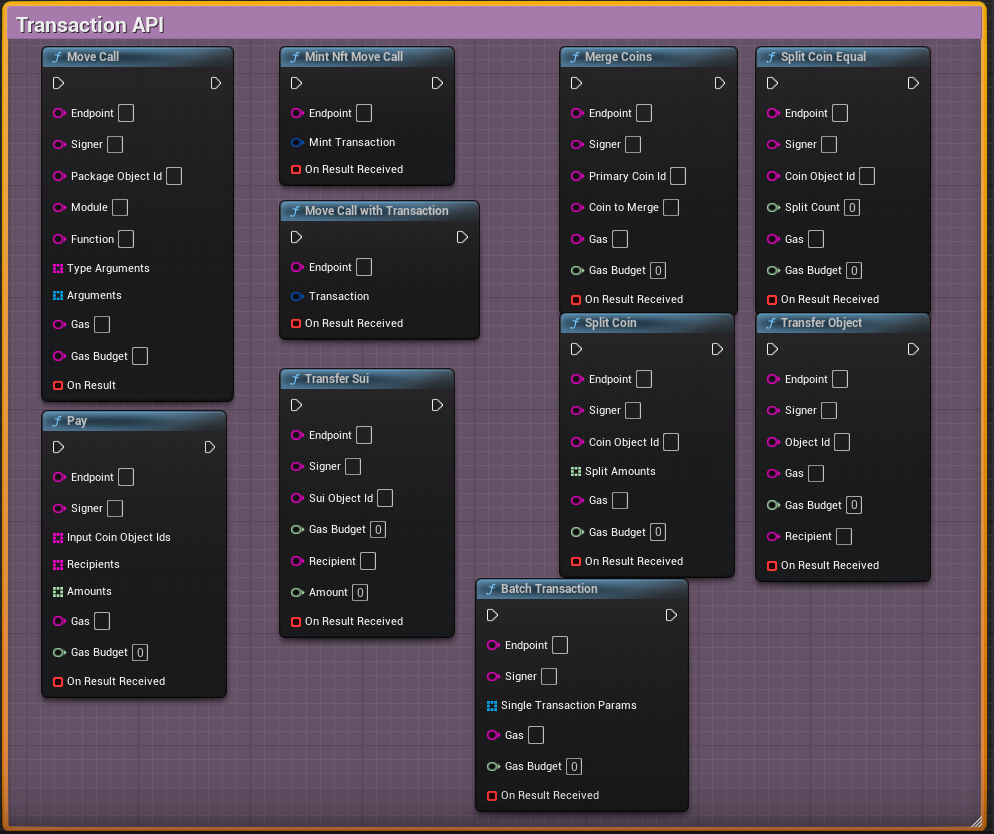 Transaction API
f Move Call
Endpoint
Signer
Package Object Id
Module
Function
Type Arguments
Arguments
Gas
Gas Budget
On Result
f Pay
Endpoint
Signer
Input Coin Object Ids
Recipients
Amounts
Gas
Gas Budget 0
On Result Received
f Mint Nft Move Call
Endpoint
Mint Transaction
On Result Received
f Move Call with Transaction
Endpoint
Transaction
On Result Received
f Transfer Sui
Endpoint
Signer
Sui Object Id
Gas Budget 0
Recipient
Amount 0
On Result Received
f Merge Coins
Endpoint
Signer
Primary Coin Id
Coin to Merge
Gas
Gas Budget 0
On Result Received
f Split Coin
Endpoint
Signer
Coin Object Id
Split Amounts
Gas
Gas Budget 0
On Result Received
f Split Coin Equal
Endpoint
Signer
Coin Object Id
Split Count 0
Gas
Gas Budget 0
On Result Received
f Transfer Object
Endpoint
Signer
Object Id
Gas
Gas Budget 0
Recipient
On Result Received
f Batch Transaction
Endpoint
Signer
Single Transaction Params
Gas
Gas Budget 0
On Result Received